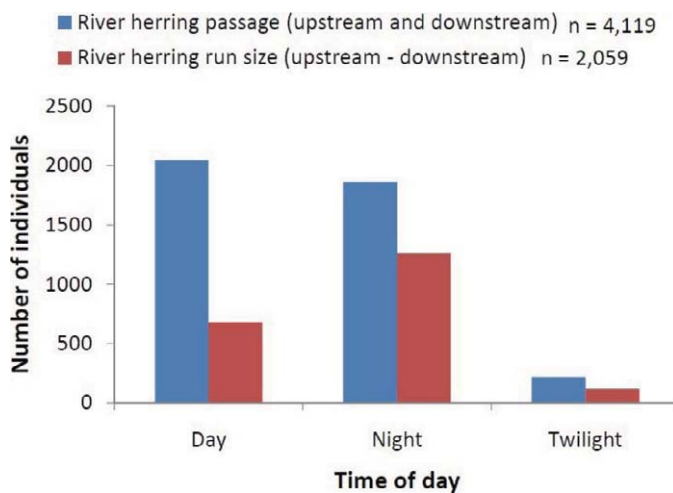 River herring passage (upstream and downstream) n = 4,119
River herring run size (upstream - downstream) n = 2,059
2500
2000
1500
1000
500
0
Number of individuals
Day Night Twilight
Time of day